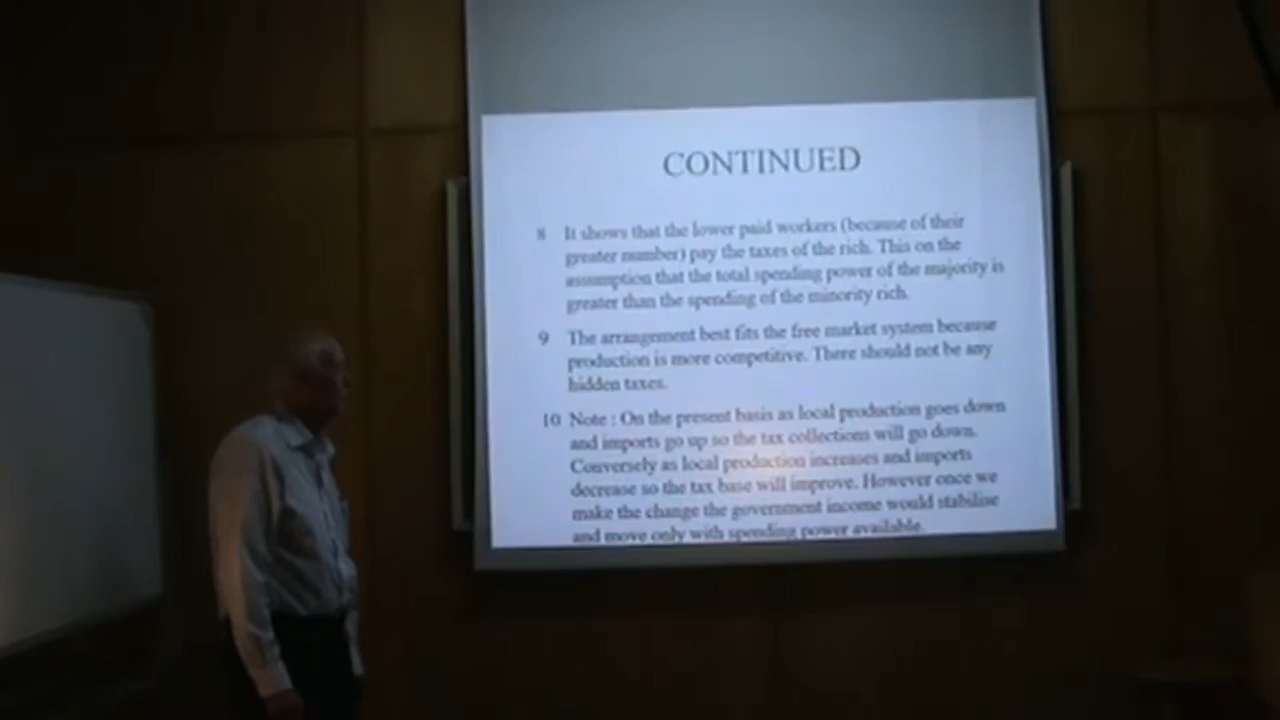 CONTINUED
8 It shows that the lower paid workers (because of their
greater number) pay the taxes of the rich. This on the
assumption that the total spending power of the majority is
greater than the spending of the minority rich.
9 The arrangement best fits the free market system because
production is more competitive. There should not be any
hidden taxes.
10 Note : On the present basis as local production goes down
and imports go up so the tax collections will go down.
Conversely as local production increases and imports
decrease so the tax base will improve. However once we
make the change the government income would stabilise
and move only with spending power available.